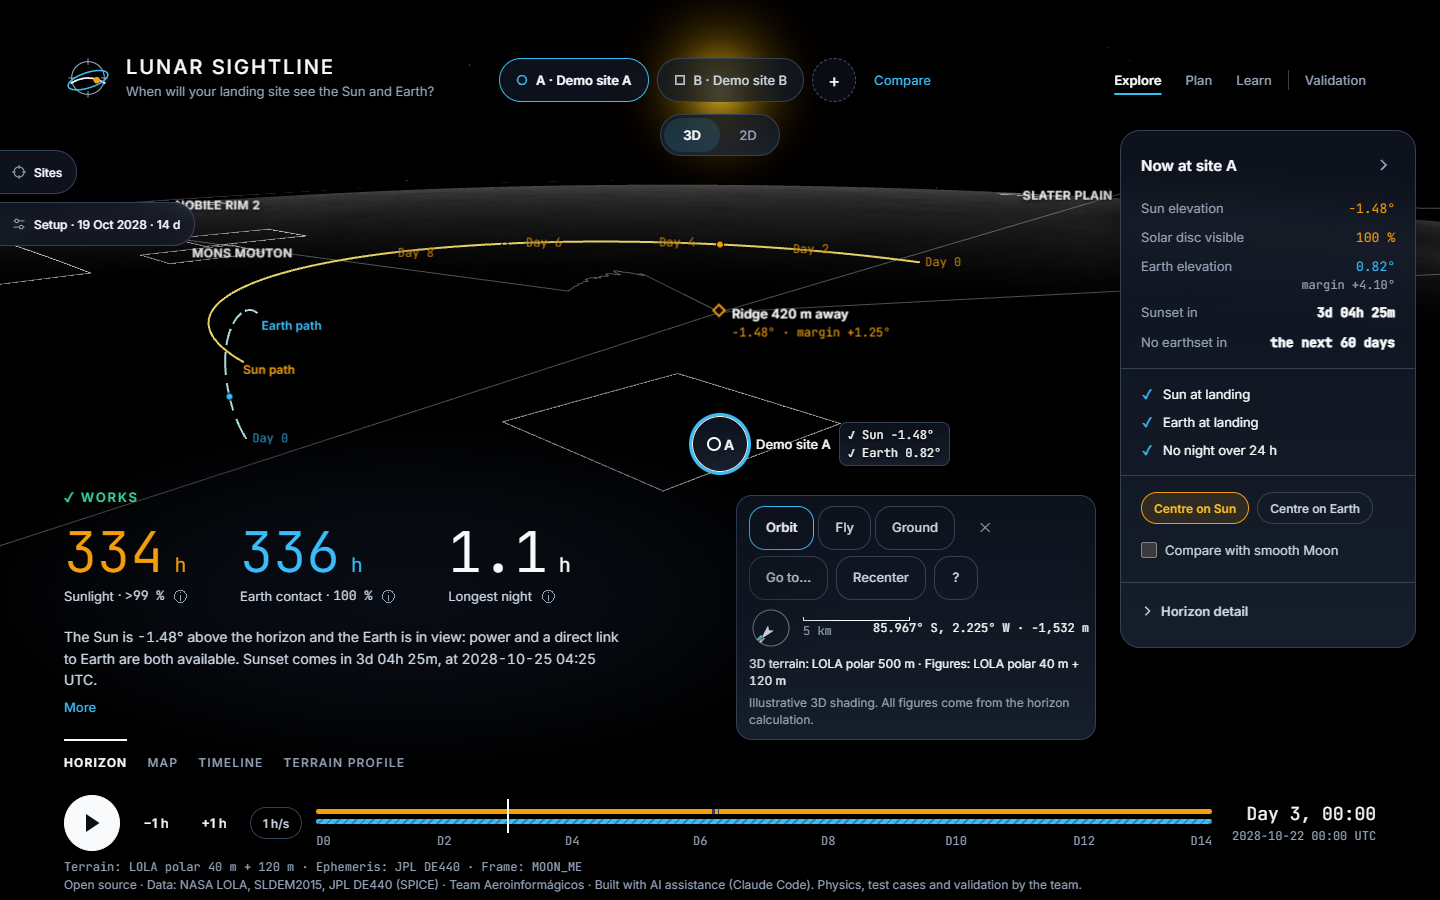 LUNAR SIGHTLINE
When will your landing site see the Sun and Earth?
A · Demo site A
B · Demo site B
+
Compare
Explore
Plan
Learn
Validation
3D
2D
Sites
Setup · 19 Oct 2028 · 14 d
NOBILE RIM 2
MONS MOUTON
SLATER PLAIN
Day 8
Day 6
Day 4
Day 2
Day 0
Earth path
Sun path
Day 0
Ridge 420 m away
-1.48° · margin +1.25°
A
Demo site A
✓ Sun -1.48°
✓ Earth 0.82°
Now at site A
Sun elevation -1.48°
Solar disc visible 100 %
Earth elevation 0.82°
margin +4.10°
Sunset in 3d 04h 25m
No earthset in the next 60 days
✓ Sun at landing
✓ Earth at landing
✓ No night over 24 h
Centre on Sun
Centre on Earth
Compare with smooth Moon
Horizon detail
✓ WORKS
334 h
336 h
1.1 h
Sunlight · >99 %
Earth contact · 100 %
Longest night
The Sun is -1.48° above the horizon and the Earth is in view: power and a direct link
to Earth are both available. Sunset comes in 3d 04h 25m, at 2028-10-25 04:25
UTC.
More
Orbit
Fly
Ground
Go to...
Recenter
?
5 km
85.967° S, 2.225° W · -1,532 m
3D terrain: LOLA polar 500 m · Figures: LOLA polar 40 m +
120 m
Illustrative 3D shading. All figures come from the horizon
calculation.
HORIZON
MAP
TIMELINE
TERRAIN PROFILE
−1 h
+1 h
1 h/s
D0
D2
D4
D6
D8
D10
D12
D14
Day 3, 00:00
2028-10-22 00:00 UTC
Terrain: LOLA polar 40 m + 120 m · Ephemeris: JPL DE440 · Frame: MOON_ME
Open source · Data: NASA LOLA, SLDEM2015, JPL DE440 (SPICE) · Team Aeroinformágicos · Built with AI assistance (Claude Code). Physics, test cases and validation by the team.